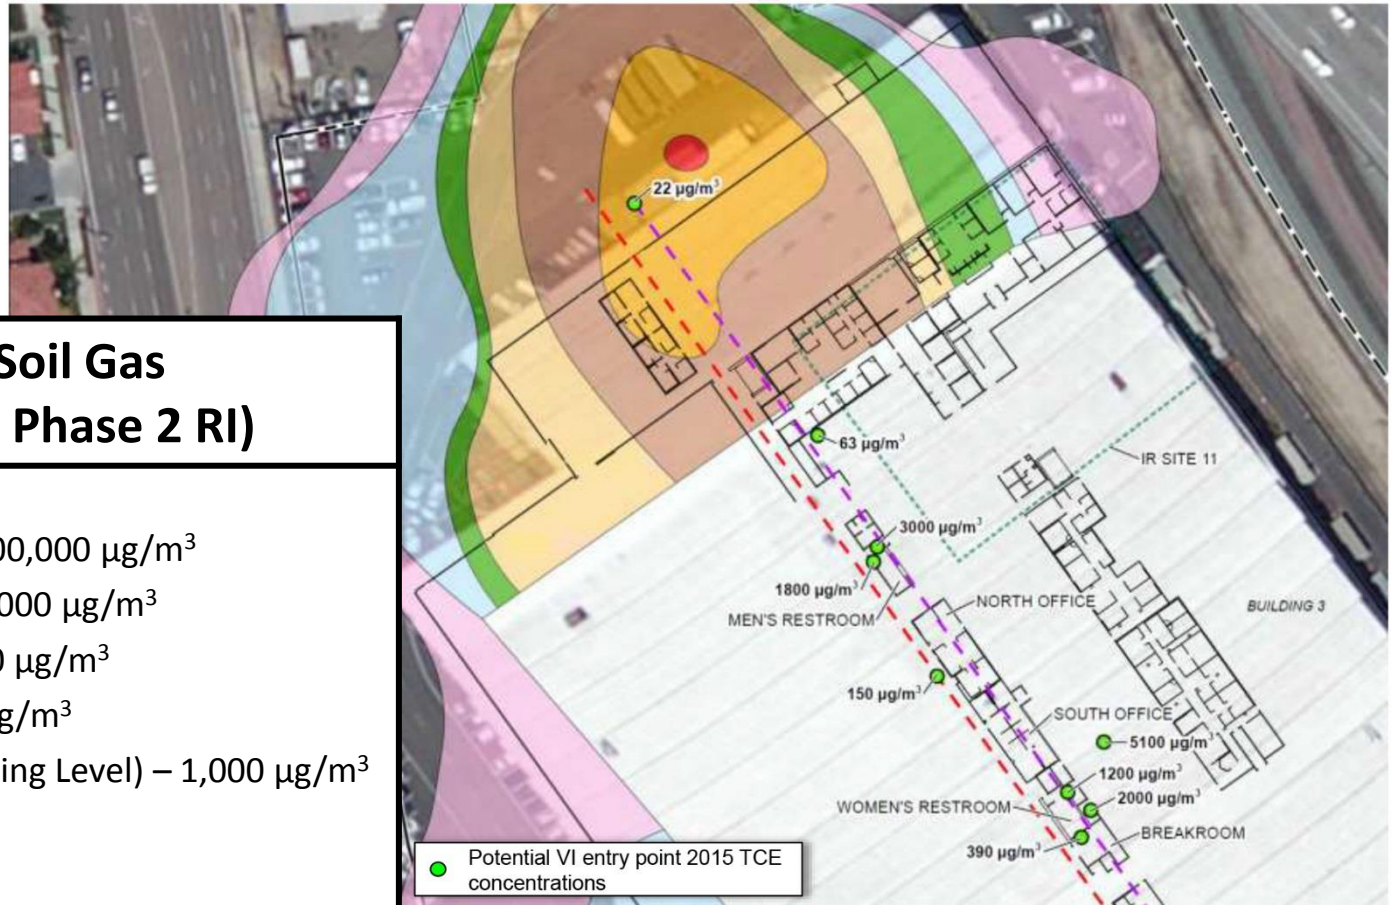 22 µg/m³
Soil Gas
Phase 2 RI)
63 µg/m³
IR SITE 11
00,000 µg/m³
3000 µg/m³
000 µg/m³
1800 µg/m³
NORTH OFFICE
BUILDING 3
MEN'S RESTROOM
0 µg/m³
150 µg/m³
g/m³
SOUTH OFFICE
5100 µg/m³
ing Level) – 1,000 µg/m³
1200 µg/m³
2000 µg/m³
WOMEN'S RESTROOM
BREAKROOM
390 µg/m³
Potential VI entry point 2015 TCE
concentrations